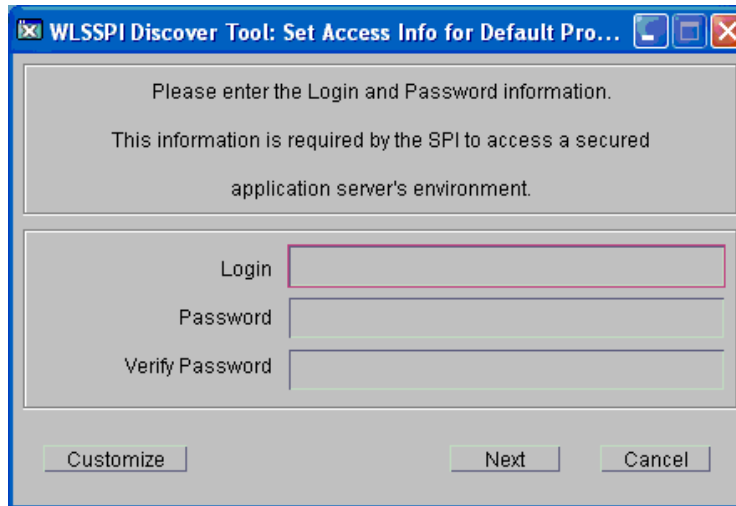 WLSSPI Discover Tool: Set Access Info for Default Pro...
Please enter the Login and Password information.
This information is required by the SPI to access a secured
application server's environment.
Login
Password
Verify Password
Customize Next Cancel